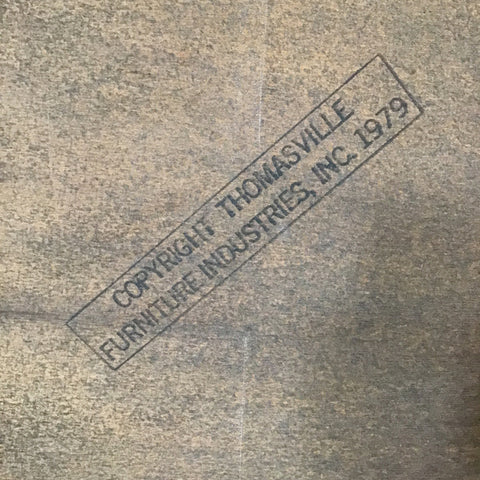 COPYRIGHT THOMASVILLE
FURNITURE INDUSTRIES, INC. 1979